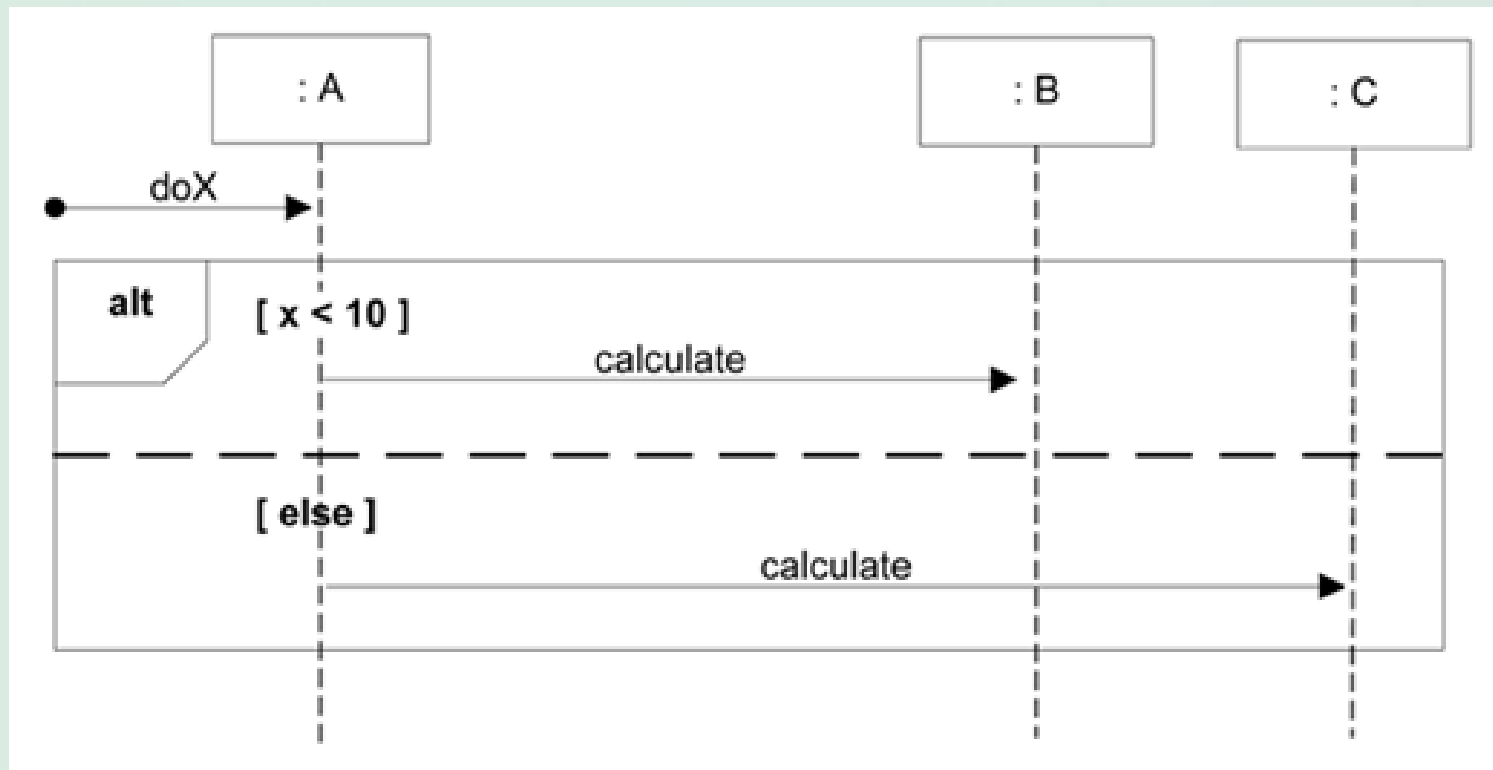 : A
: B
: C
doX
alt
[ x < 10 ]
calculate
[ else ]
calculate